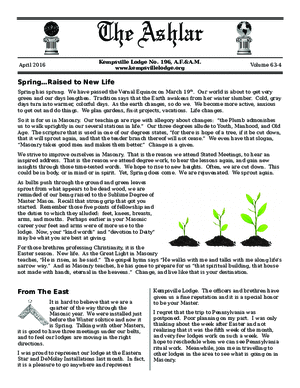 The Ashlar
Kempsville Lodge No. 196, A.F.&A.M.
April 2016
www.kempsvillelodge.org
Volume 63-4
Spring…Raised to New Life
Spring has sprung. We have passed the Vernal Equinox on March 19th. Our world is about to get very
green and our days lengthen. Tradition says that the Earth awakens from her winter slumber. Cold, gray
days turn into warmer, colorful days. As the earth changes, so do we. We become more active, anxious
to get out and do things. We plan gardens, first projects, vacations. Life changes.
So it is for us in Masonry. Our teachings are rope with allegory about changes: "the Plumb admonishes
us to walk uprightly in our several stations in life." Our three degrees allude to Youth, Manhood, and Old
Age. The scripture that is used in one of our degrees states, "for there is hope of a tree, if it be cut down,
that it will sprout again, and that the tender branch thereof will not cease." We even have that slogan,
"Masonry takes good men and makes them better." Change is a given.
We strive to improve ourselves in Masonry. That is the reason we attend Stated Meetings, to hear an
inspired address. That is the reason we attend degree work, to hear the lessons again, and gain new
insights through these time-tested words. We hope to rise to new heights. Often, we are cut down. This
could be in body, or in mind or in spirit. Yet, Spring does come. We are rejuvenated. We sprout again.
As bulbs push through the ground and green leaves
sprout from what appears to be dead wood, we are
reminded of our being raised to the Sublime Degree of
Master Mason. Recall that strong grip that got you
started. Remember those five points of fellowship and
the duties to which they alluded: feet, knees, breasts,
arms, and mouths. Perhaps earlier in your Masonic
career your feet and arms were of more use to the
lodge. Now, your "land words" and "devotion to Deity"
may be what you are best at giving.
For those brethren professing Christianity, it is the
Easter season. New life. As the Great Light in Masonry
teaches, "He is risen, as he said." The gospel hymn says, "He walks with me and talks with me along life's
narrow way." And as Masonry teaches, he has gone to prepare for us "that spiritual building, that house
not made with hands, eternal in the heavens." Change, as if live like that is your destination.
From The East
It is hard to believe that we are a
quarter of the way through the
Masonic year. We were installed just
before the Winter solstice and now it
is Spring. Talking with other Masters,
it is good to have three meetings under our belts,
and to feel our lodges are moving in the right
directions.
I was proud to represent our lodge at the Eastern
Star and DeMolay Installations last month. In fact,
it is a pleasure to go anywhere and represent
Kempsville Lodge. The officers and brethren have
given us a fine reputation and it is a special honor
to be your Master.
I regret that the trip to Pennsylvania was
postponed. Poor planning on my part. I was only
thinking about the week after Easter and not
realizing that it was the fifth week of the month,
and very few lodges work on such a week. We
hope to reschedule when we can see Pennsylvania
ritual work. Meanwhile, join me in traveling to
other lodges in the area to see what is going on in
Masonry.